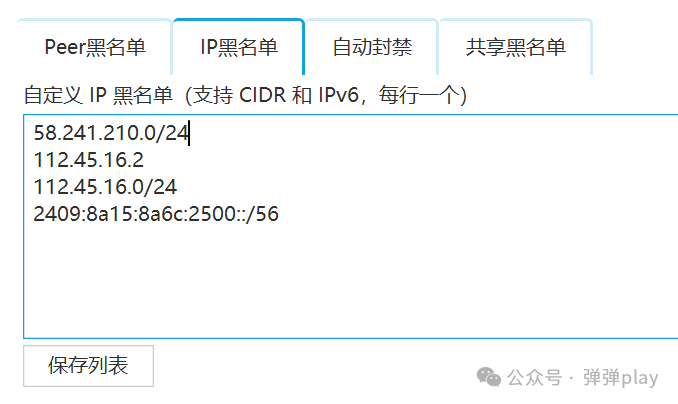 Peer黑名单 IP黑名单 自动封禁 共享黑名单
自定义 IP 黑名单（支持 CIDR 和 IPv6，每行一个）
58.241.210.0/24
112.45.16.2
112.45.16.0/24
2409:8a15:8a6c:2500::/56
保存列表
公众号 · 弹弹play